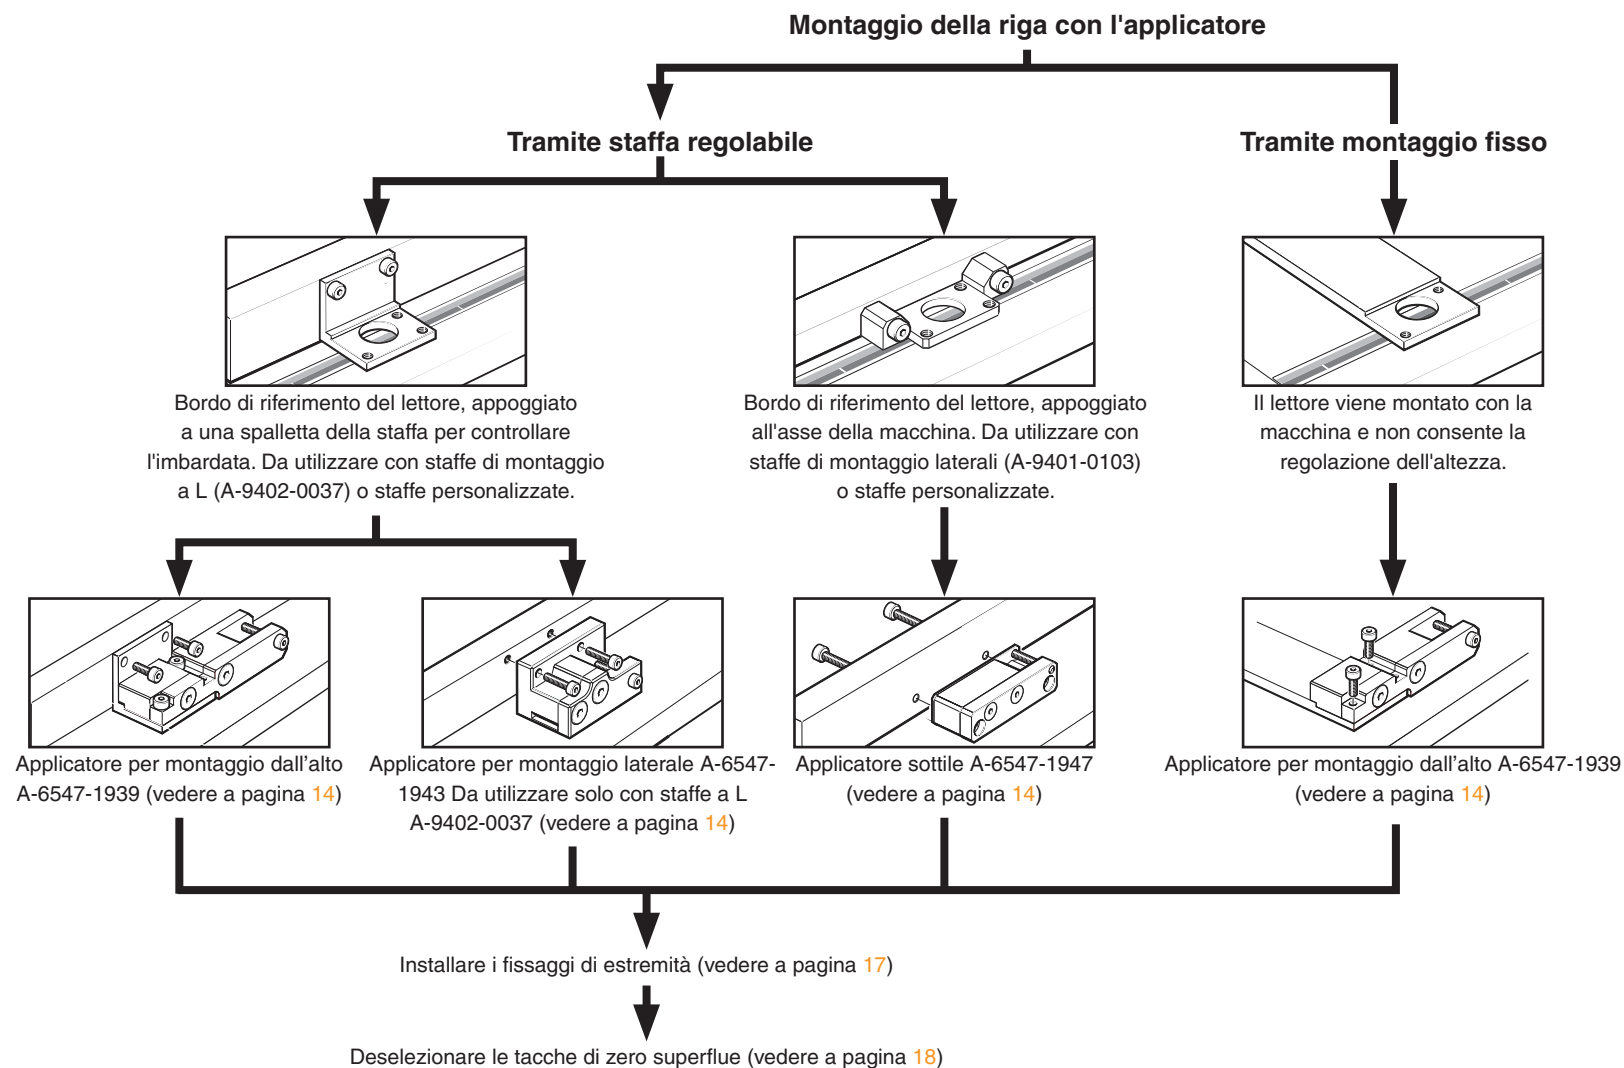 Montaggio della riga con l'applicatore
Tramite staffa regolabile
Tramite montaggio fisso
Bordo di riferimento del lettore, appoggiato
a una spalletta della staffa per controllare
l'imbardata. Da utilizzare con staffe di montaggio
a L (A-9402-0037) o staffe personalizzate.
Bordo di riferimento del lettore, appoggiato
all'asse della macchina. Da utilizzare con
staffe di montaggio laterali (A-9401-0103)
o staffe personalizzate.
Il lettore viene montato con la
macchina e non consente la
regolazione dell'altezza.
Applicatore per montaggio dall'alto
A-6547-1939 (vedere a pagina 14)
Applicatore per montaggio laterale A-6547-
1943 Da utilizzare solo con staffe a L
A-9402-0037 (vedere a pagina 14)
Applicatore sottile A-6547-1947
(vedere a pagina 14)
Applicatore per montaggio dall'alto A-6547-1939
(vedere a pagina 14)
Installare i fissaggi di estremità (vedere a pagina 17)
Deselezionare le tacche di zero superflue (vedere a pagina 18)